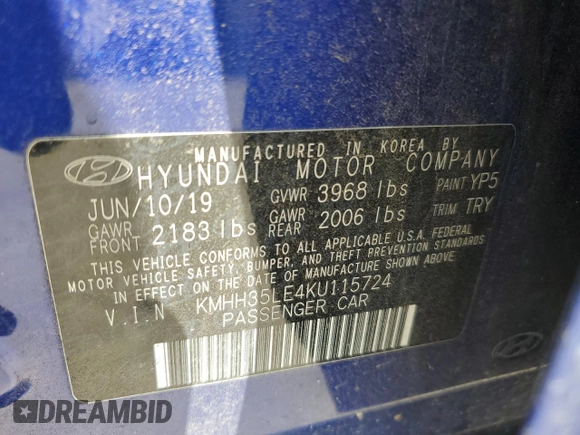 MANUFACTURED IN KOREA BY
HYUNDAI MOTOR COMPANY
JUN/10/19 GVWR 3968 lbs PAINT YP5
GAWR FRONT 2183 lbs GAWR REAR 2006 lbs TRIM TRY
THIS VEHICLE CONFORMS TO ALL APPLICABLE U.S.A. FEDERAL
MOTOR VEHICLE SAFETY, BUMPER, AND THEFT PREVENTION STANDARDS
IN EFFECT ON THE DATE OF MANUFACTURE SHOWN ABOVE.
V.I.N KMHH35LE4KU115724
PASSENGER CAR
DREAMBID